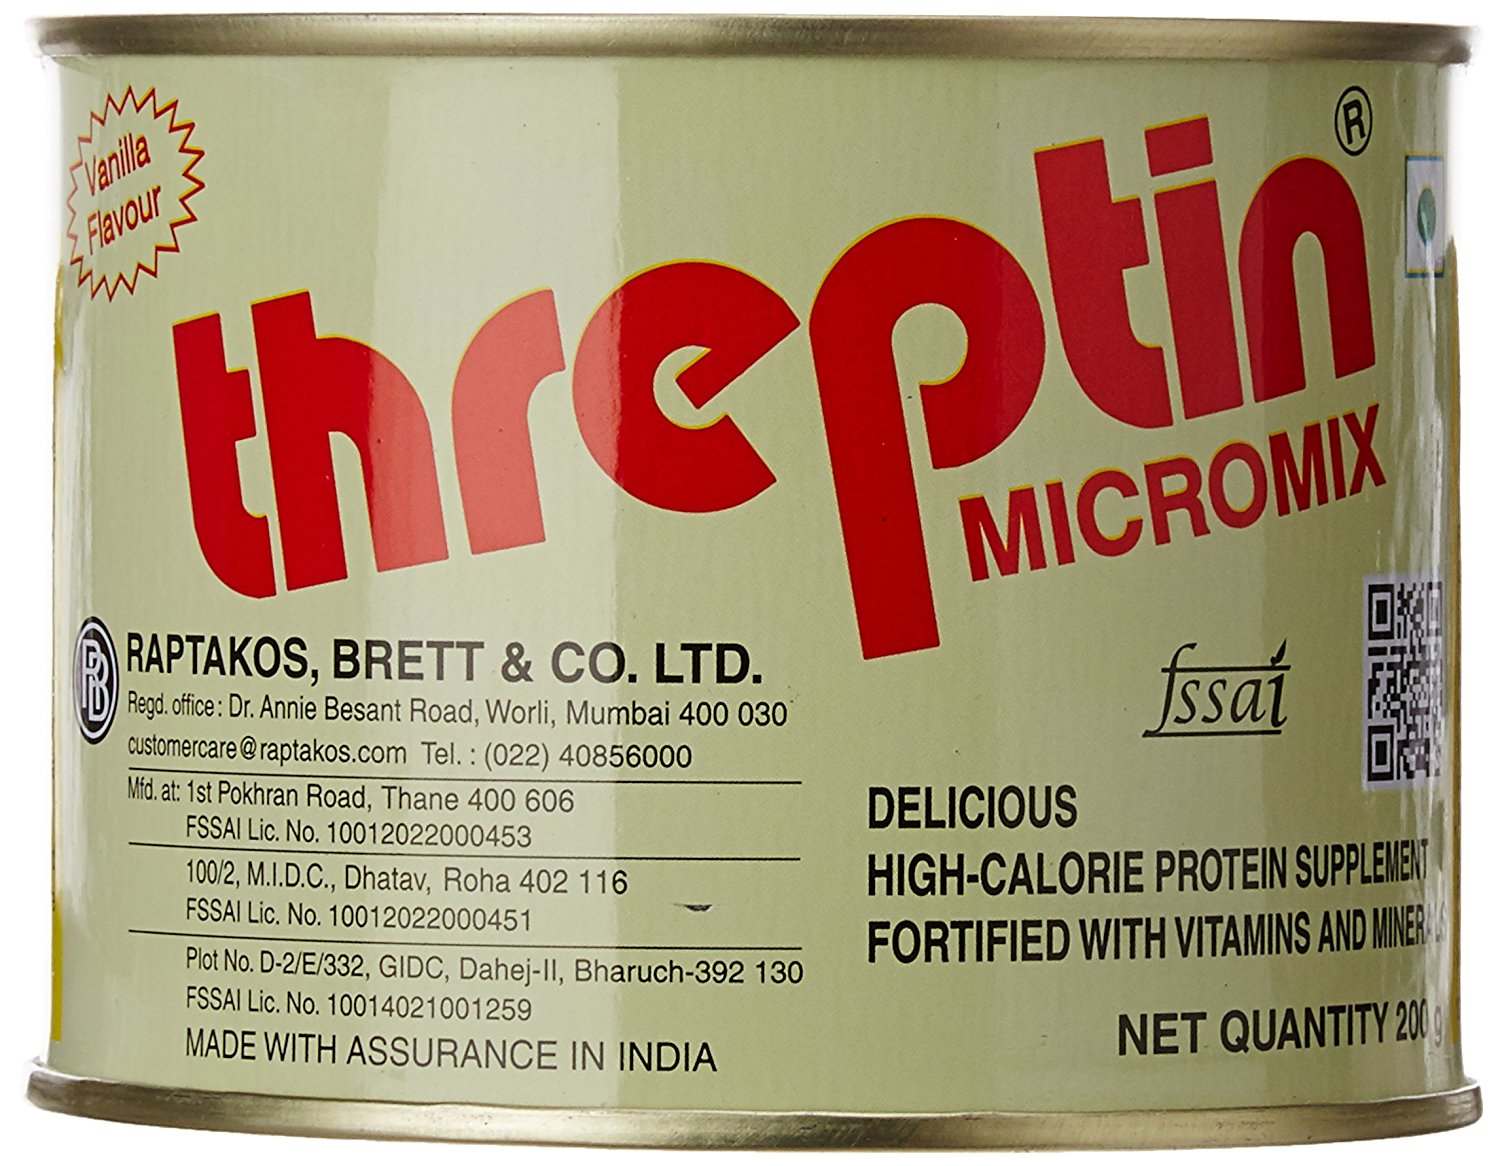 Vanilla
Flavour
threptin®
MICROMIX
RB
RAPTAKOS, BRETT & CO. LTD.
Regd. office : Dr. Annie Besant Road, Worli, Mumbai 400 030
customercare@raptakos.com Tel. : (022) 40856000
Mfd. at: 1st Pokhran Road, Thane 400 606
FSSAI Lic. No. 10012022000453
100/2, M.I.D.C., Dhatav, Roha 402 116
FSSAI Lic. No. 10012022000451
Plot No. D-2/E/332, GIDC, Dahej-II, Bharuch-392 130
FSSAI Lic. No. 10014021001259
MADE WITH ASSURANCE IN INDIA
fssai
DELICIOUS
HIGH-CALORIE PROTEIN SUPPLEMENT
FORTIFIED WITH VITAMINS AND MINERALS
NET QUANTITY 200 g